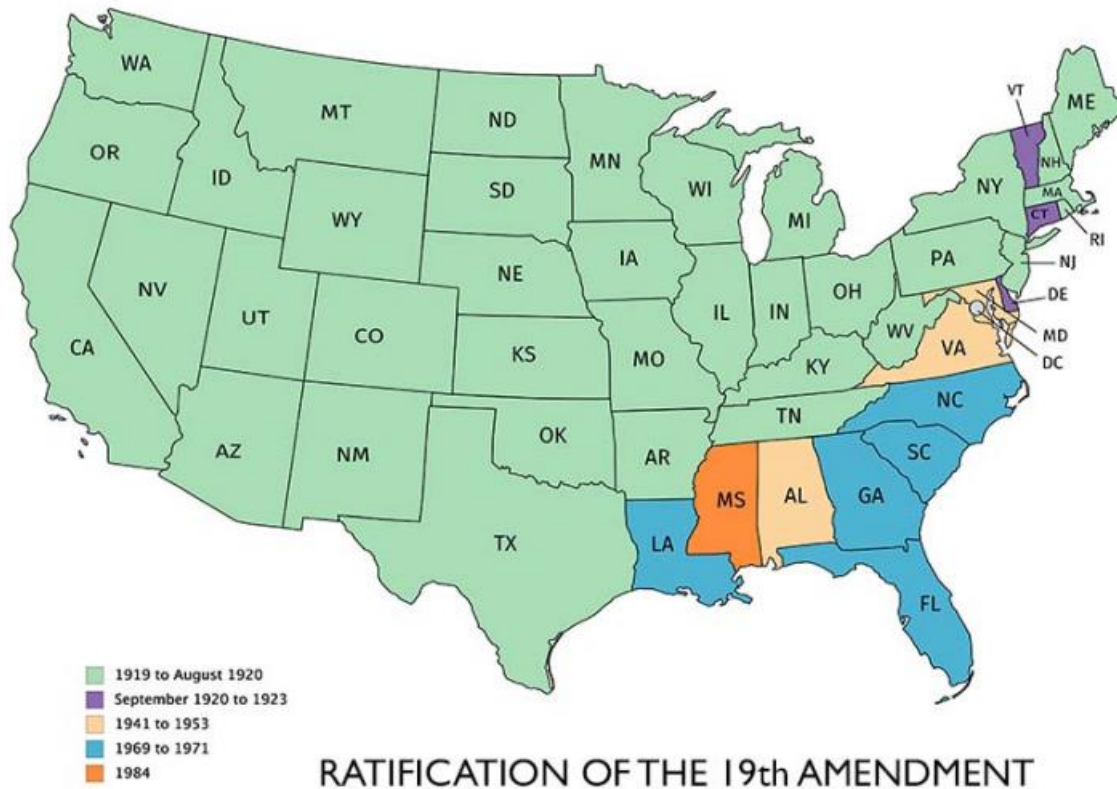 WA
MT
ND
MN
VT
ME
OR
ID
SD
WI
NH
WY
MI
NY
MA
CT
RI
NE
IA
PA
NJ
NV
UT
CO
IL
IN
OH
DE
CA
KS
MO
WV
MD
VA
DC
KY
NC
AZ
NM
OK
AR
TN
SC
MS
AL
GA
TX
LA
FL
1919 to August 1920
September 1920 to 1923
1941 to 1953
1969 to 1971
1984
RATIFICATION OF THE 19th AMENDMENT